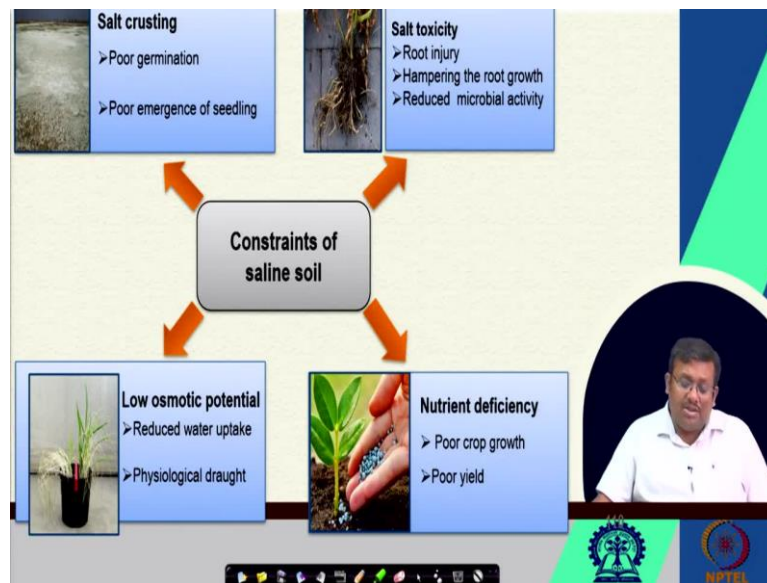 Salt crusting
➢Poor germination
➢Poor emergence of seedling
Salt toxicity
➢Root injury
➢Hampering the root growth
➢Reduced microbial activity
Constraints of
saline soil
Low osmotic potential
➢Reduced water uptake
➢Physiological draught
Nutrient deficiency
➢ Poor crop growth
➢Poor yield
NPTEL